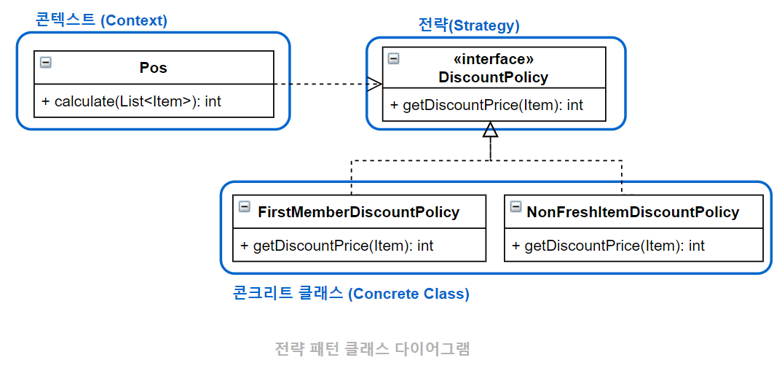 콘텍스트 (Context)
Pos
+ calculate(List<Item>): int
전략(Strategy)
«interface»
DiscountPolicy
+ getDiscountPrice(Item): int
FirstMemberDiscountPolicy
+ getDiscountPrice(Item): int
NonFreshItemDiscountPolicy
+ getDiscountPrice(Item): int
콘크리트 클래스 (Concrete Class)
전략 패턴 클래스 다이어그램